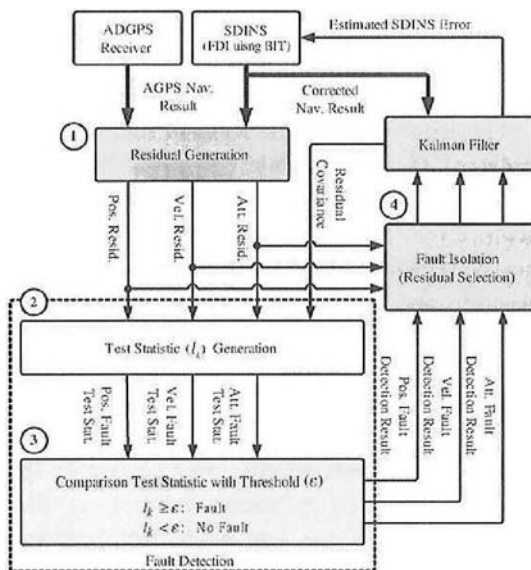 ADGPS
Receiver
SDINS
(FDI uisng BIT)
Estimated SDINS Error
AGPS Nav.
Result
Corrected
Nav. Result
1
Residual Generation
Kalman Filter
Pos. Resid.
Vel. Resid.
Att. Resid.
Residual
Covariance
4
Fault Isolation
(Residual Selection)
2
Test Statistic (lk) Generation
Pos. Fault
Test Stat.
Vel. Fault
Test Stat.
Att. Fault
Test Stat.
3
Comparison Test Statistic with Threshold (ε)
lk ≥ ε: Fault
lk < ε: No Fault
Fault Detection
Pos. Fault
Detection Result
Vel. Fault
Detection Result
Att. Fault
Detection Result